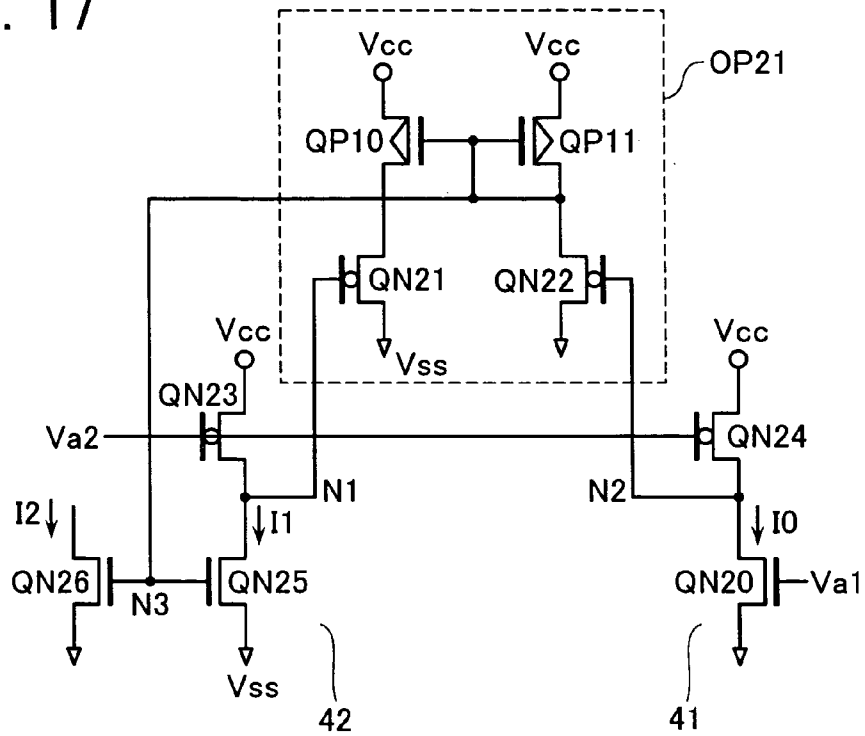 . 17
Vcc Vcc
OP21
QP10 QP11
QN21 QN22
Vcc Vss Vcc
QN23
Va2 QN24
N1 N2
I2 I1 I0
QN26 QN25 QN20 Va1
N3
Vss
42 41